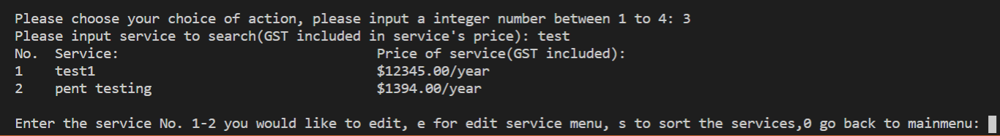 Please choose your choice of action, please input a integer number between 1 to 4: 3
Please input service to search(GST included in service's price): test
No.  Service:                                Price of service(GST included):
1    test1                                   $12345.00/year
2    pent testing                            $1394.00/year
Enter the service No. 1-2 you would like to edit, e for edit service menu, s to sort the services,0 go back to mainmenu: